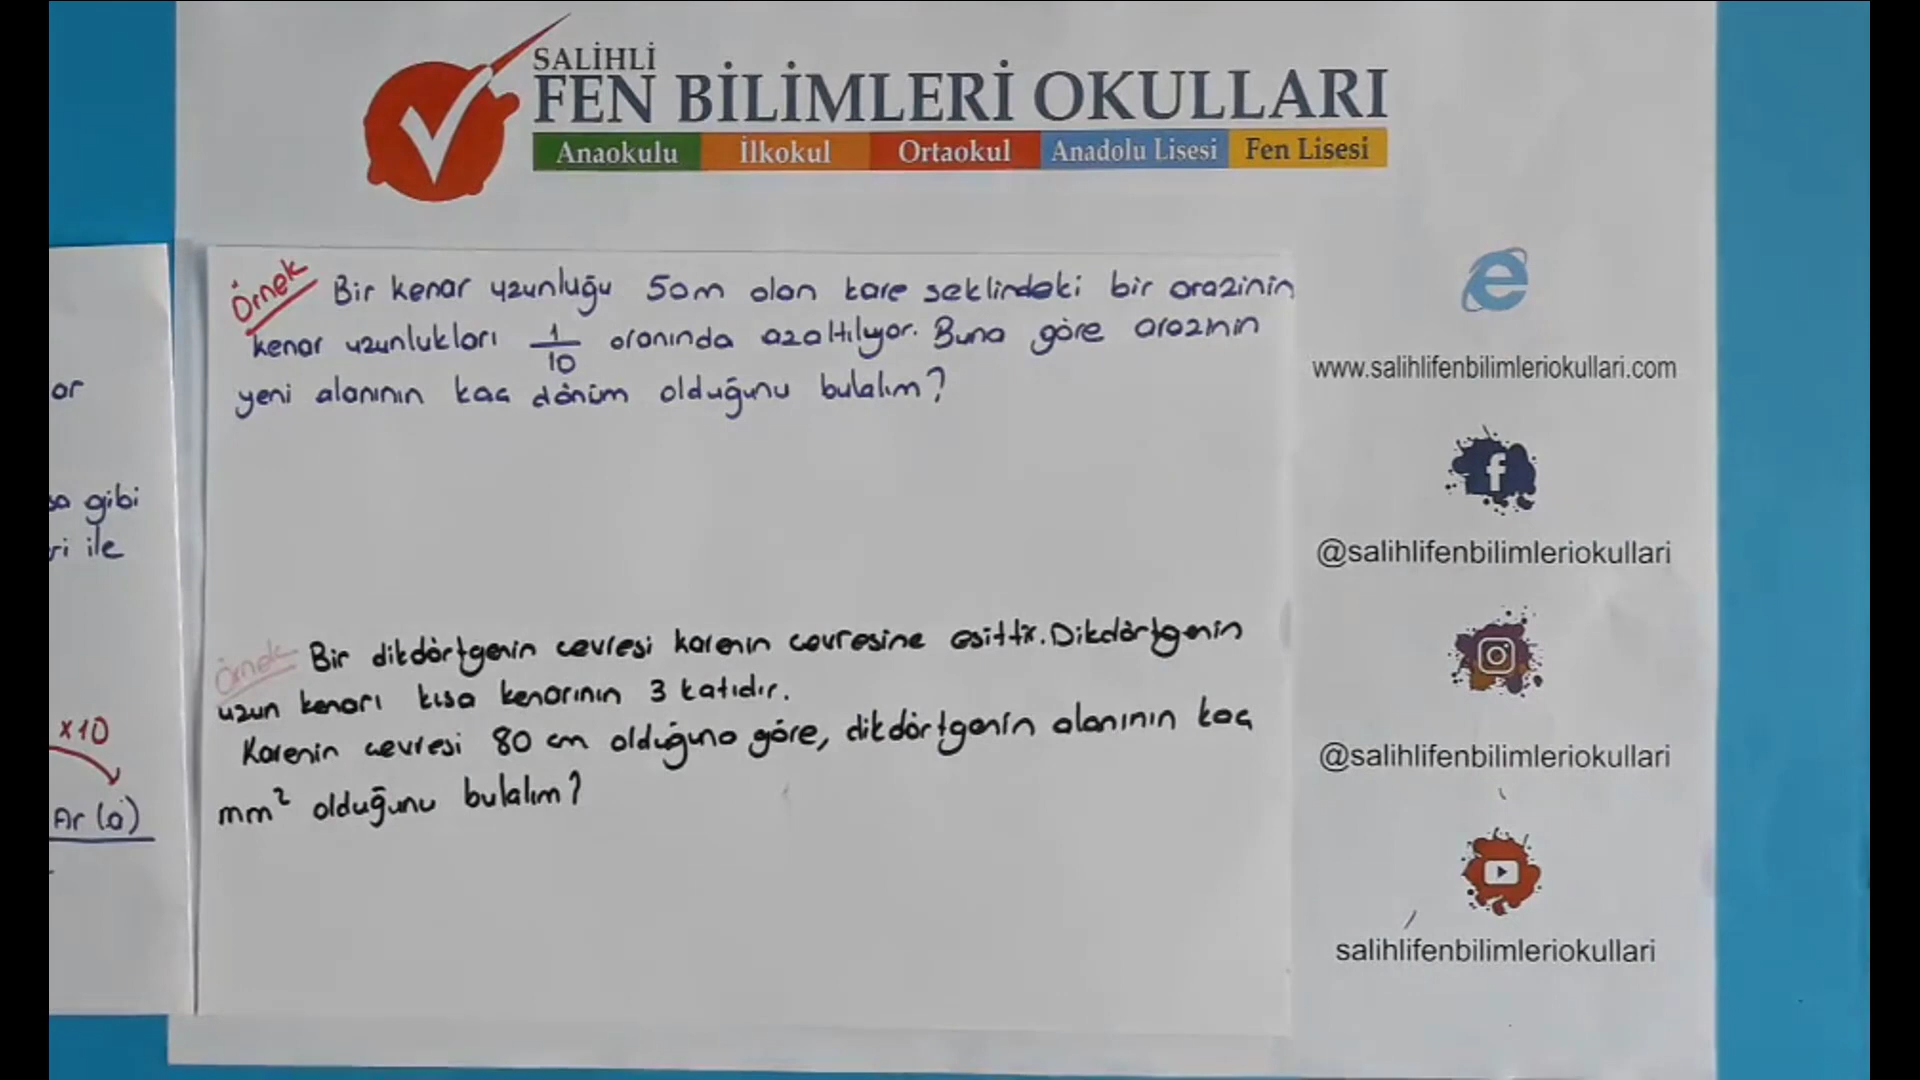 SALİHLİ
FEN BİLİMLERİ OKULLARI
Anaokulu İlkokul Ortaokul Anadolu Lisesi Fen Lisesi
Örnek Bir kenar uzunluğu 50m olan kare şeklindeki bir arazinin
kenar uzunlukları 1/10 oranında azaltılıyor. Buna göre arazinin
yeni alanının kaç dönüm olduğunu bulalım?
Örnek Bir dikdörtgenin çevresi karenin çevresine eşittir. Dikdörtgenin
uzun kenarı kısa kenarının 3 katıdır.
Karenin çevresi 80 cm olduğuna göre, dikdörtgenin alanının kaç
mm² olduğunu bulalım?
or
gibi
ile
x10
Ar (a)
www.salihlifenbilimleriokullari.com
@salihlifenbilimleriokullari
@salihlifenbilimleriokullari
salihlifenbilimleriokullari